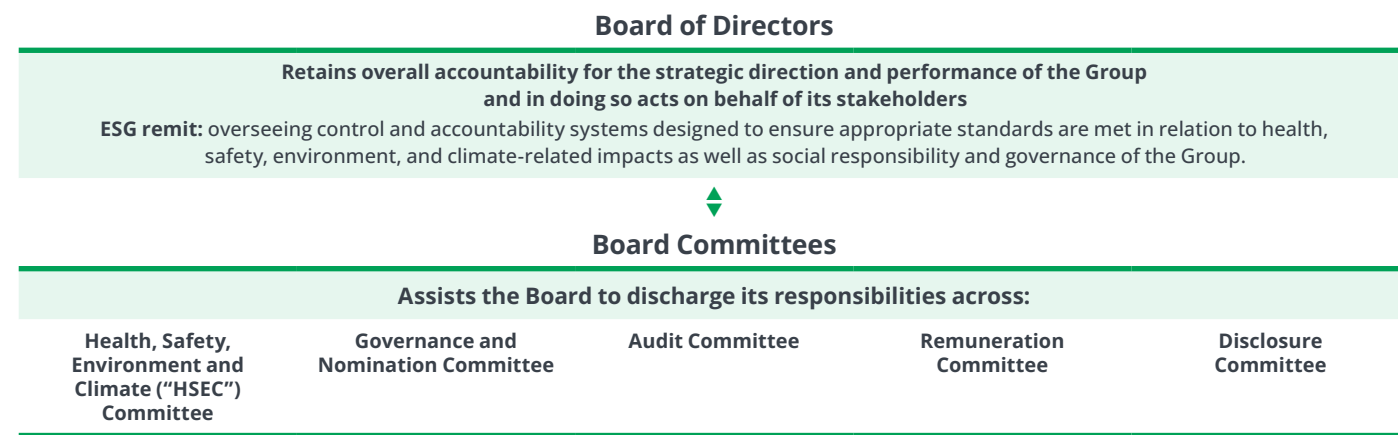 Board of Directors
Retains overall accountability for the strategic direction and performance of the Group
and in doing so acts on behalf of its stakeholders
ESG remit: overseeing control and accountability systems designed to ensure appropriate standards are met in relation to health,
safety, environment, and climate-related impacts as well as social responsibility and governance of the Group.
Board Committees
Assists the Board to discharge its responsibilities across:
Health, Safety,
Environment and
Climate (“HSEC”)
Committee
Governance and
Nomination Committee
Audit Committee
Remuneration
Committee
Disclosure
Committee